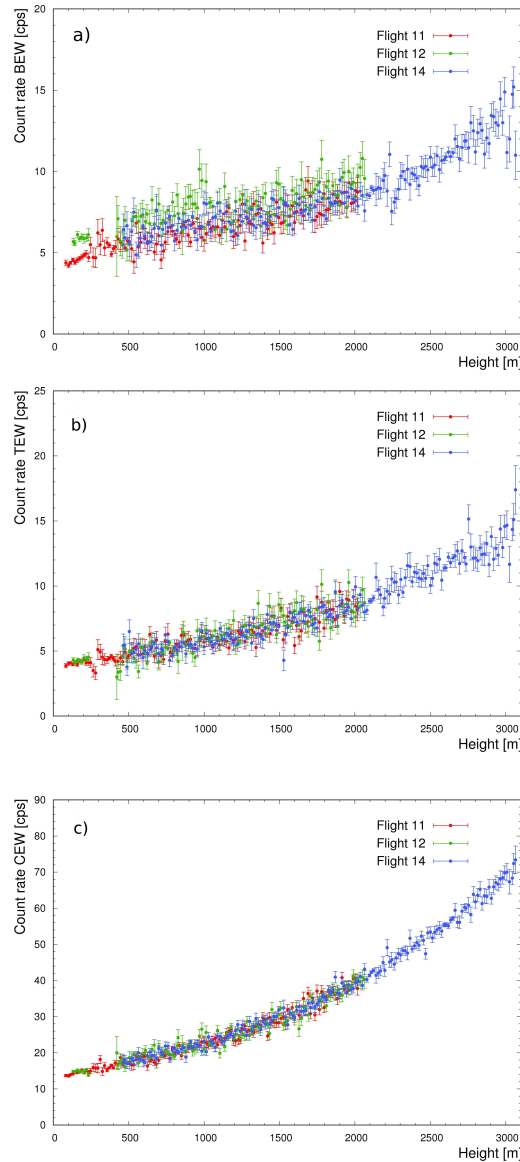 a)
Count rate BEW [cps]
20
15
10
5
0
Flight 11
Flight 12
Flight 14
0 500 1000 1500 2000 2500 3000
Height [m]
b)
Count rate TEW [cps]
25
20
15
10
5
0
Flight 11
Flight 12
Flight 14
0 500 1000 1500 2000 2500 3000
Height [m]
c)
Count rate CEW [cps]
90
80
70
60
50
40
30
20
10
0
Flight 11
Flight 12
Flight 14
0 500 1000 1500 2000 2500 3000
Height [m]